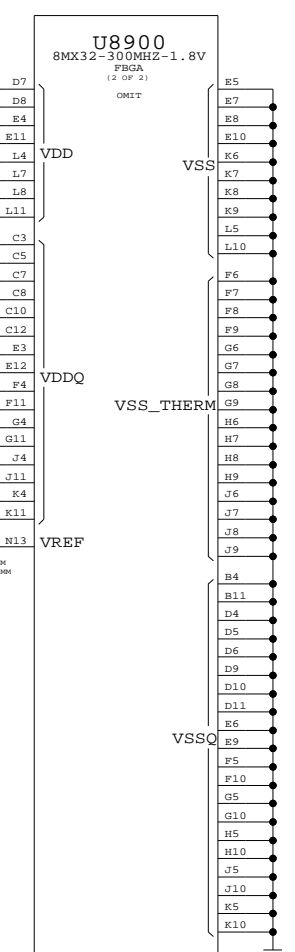 U8900
8MX32-300MHZ-1.8V
FBGA
(2 OF 2)
OMIT
D7
D8
E4
E11
L4
L7
L8
L11
VDD
C3
C5
C7
C8
C10
C12
E3
E12
F4
F11
G4
G11
J4
J11
K4
K11
VDDQ
N13
VREF
M
MM
E5
E7
E8
E10
K6
K7
K8
K9
L5
L10
VSS
F6
F7
F8
F9
G6
G7
G8
G9
H6
H7
H8
H9
J6
J7
J8
J9
VSS_THERM
B4
B11
D4
D5
D6
D9
D10
D11
E6
E9
F5
F10
G5
G10
H5
H10
J5
J10
K5
K10
VSSQ